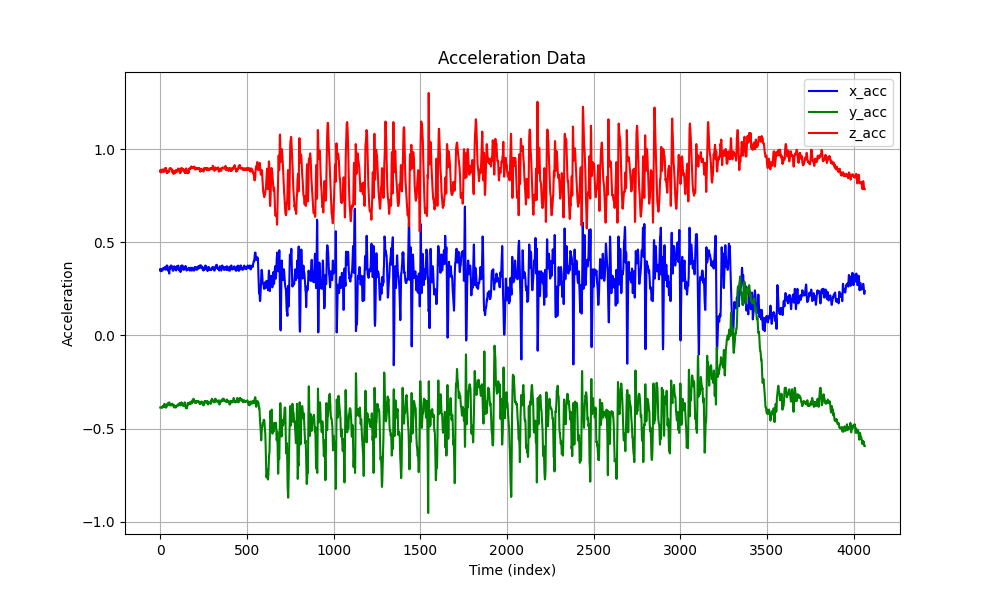 Acceleration Data
x_acc
y_acc
z_acc
Acceleration
1.0
0.5
0.0
−0.5
−1.0
0 500 1000 1500 2000 2500 3000 3500 4000
Time (index)